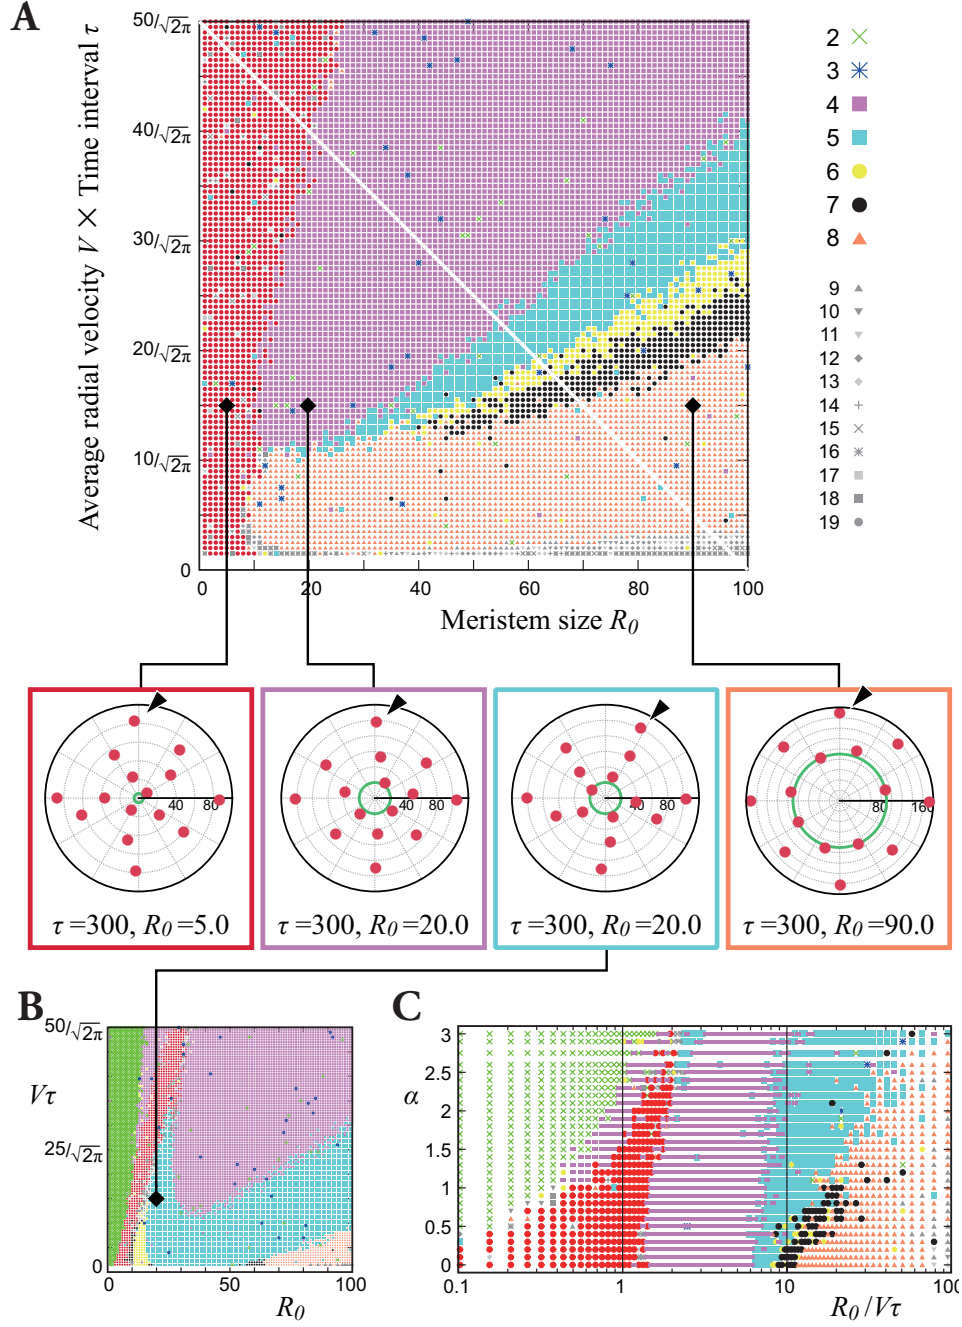 A
Average radial velocity V × Time interval τ
50/√2π
40/√2π
30/√2π
20/√2π
10/√2π
0
0 20 40 60 80 100
Meristem size R0
2
3
4
5
6
7
8
9
10
11
12
13
14
15
16
17
18
19
40 80
τ =300, R0 =5.0
40 80
τ =300, R0 =20.0
40 80
τ =300, R0 =20.0
80 160
τ =300, R0 =90.0
B
50/√2π
Vτ
25/√2π
0
0 50 100
R0
C
α
3
2.5
2
1.5
1
0.5
0
0.1 1 10 100
R0/Vτ